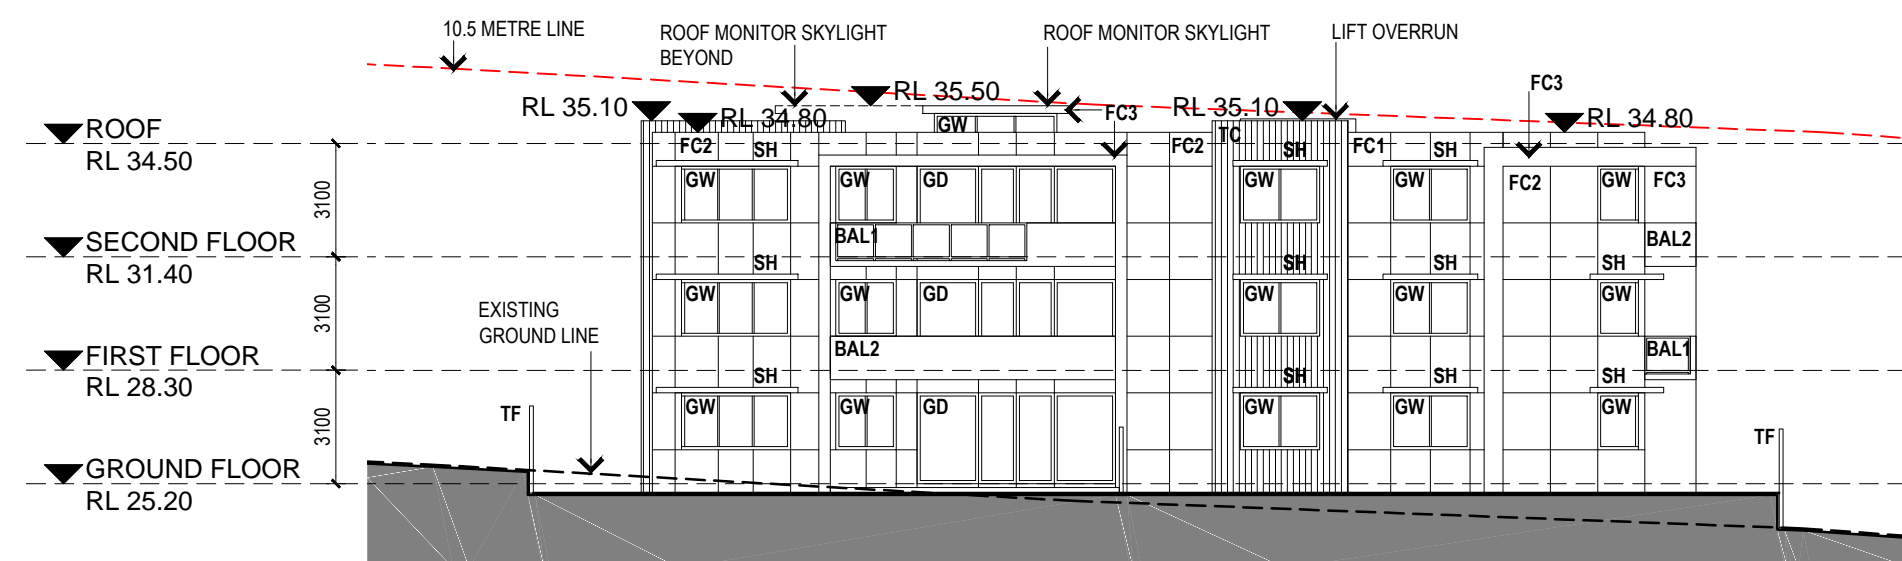 10.5 METRE LINE
ROOF MONITOR SKYLIGHT
BEYOND
ROOF MONITOR SKYLIGHT
LIFT OVERRUN
FC3
RL 35.50
RL 35.10
RL 34.80
FC3
RL 35.10
RL 34.80
ROOF
RL 34.50
GW
FC2
SH
FC2
TC
SH
FC1
SH
GW
GW
GD
GW
GW
FC2
GW
FC3
3100
SECOND FLOOR
RL 31.40
BAL1
BAL2
SH
SH
SH
SH
GW
GW
GD
GW
GW
GW
3100
EXISTING
GROUND LINE
FIRST FLOOR
RL 28.30
BAL2
BAL1
SH
SH
SH
SH
TF
GW
GW
GD
GW
GW
GW
3100
TF
GROUND FLOOR
RL 25.20